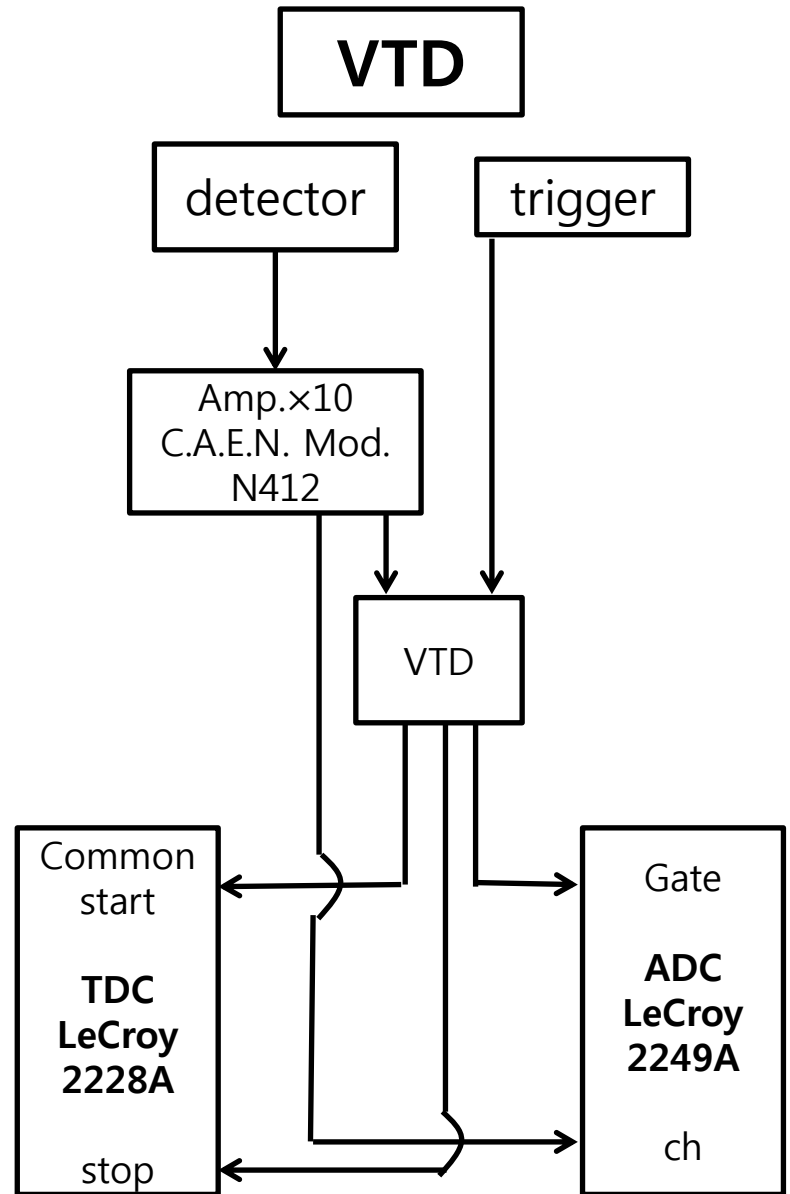 VTD
detector
trigger
Amp.×10
C.A.E.N. Mod.
N412
VTD
Common
start
TDC
LeCroy
2228A
stop
Gate
ADC
LeCroy
2249A
ch